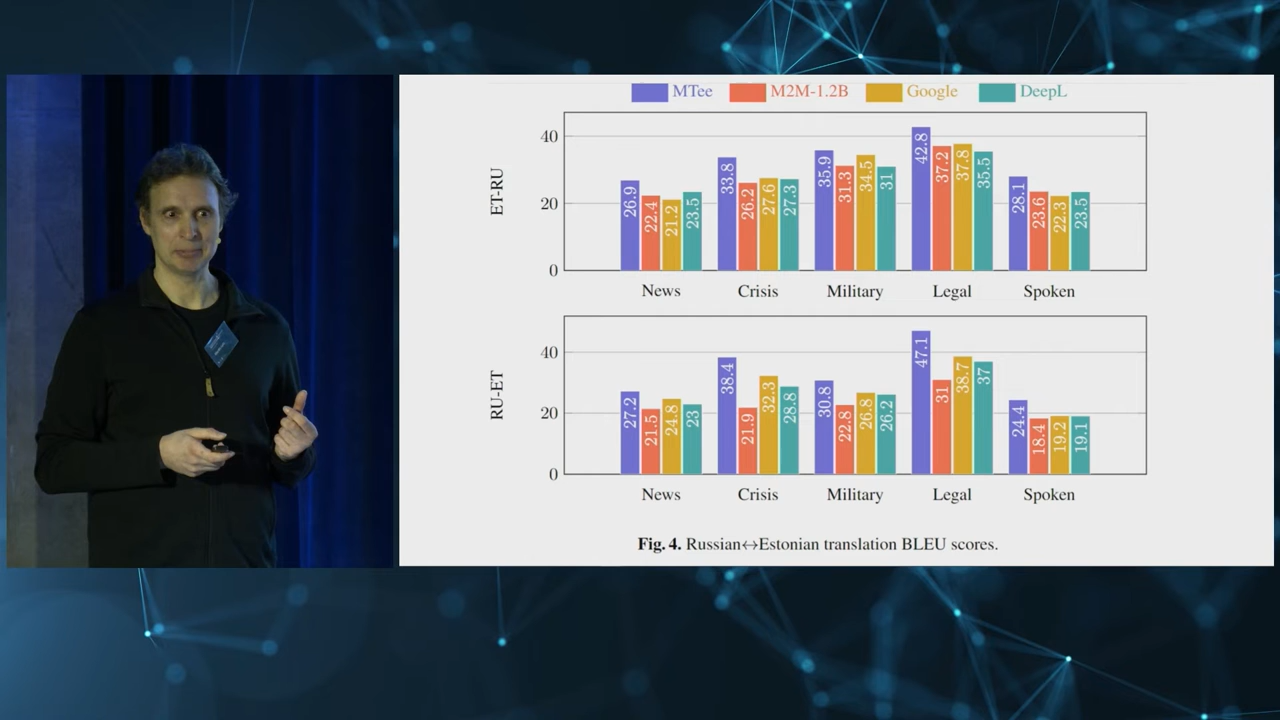 MTee M2M-1.2B Google DeepL
ET-RU
40
20
0
26.9 22.4 21.2 23.5
33.8 26.2 27.6 27.3
35.9 31.3 34.5 31
42.8 37.2 37.8 35.5
28.1 23.6 22.3 23.5
News Crisis Military Legal Spoken
RU-ET
40
20
0
27.2 21.5 24.8 23
38.4 21.9 32.3 28.8
30.8 22.8 26.8 26.2
47.1 31 38.7 37
24.4 18.4 19.2 19.1
News Crisis Military Legal Spoken
Fig. 4. Russian↔Estonian translation BLEU scores.